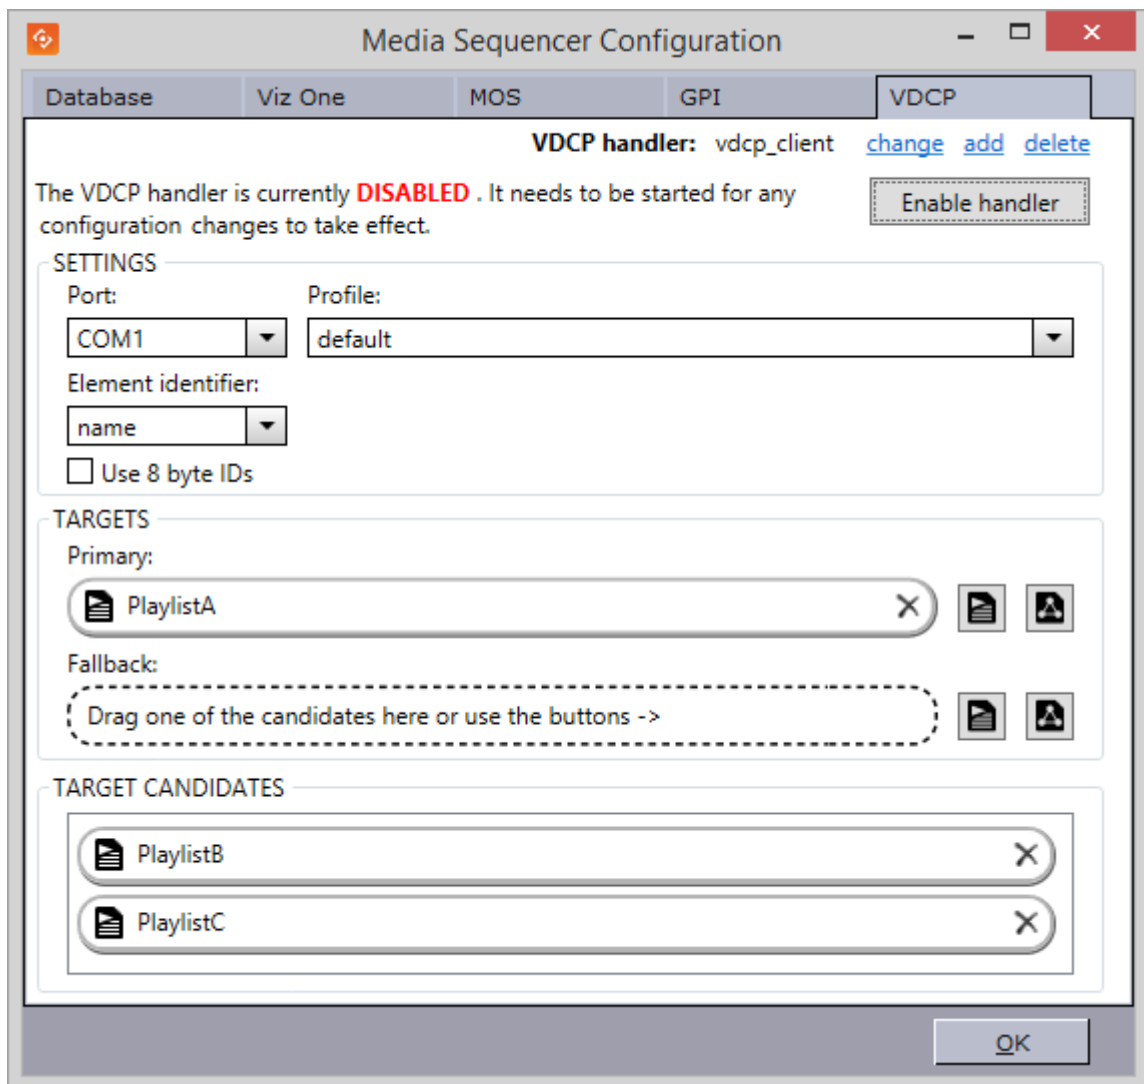 Media Sequencer Configuration
Database Viz One MOS GPI VDCP
VDCP handler: vdcp_client change add delete
The VDCP handler is currently DISABLED . It needs to be started for any
configuration changes to take effect.
Enable handler
SETTINGS
Port: Profile:
COM1 default
Element identifier:
name
Use 8 byte IDs
TARGETS
Primary:
PlaylistA
Fallback:
Drag one of the candidates here or use the buttons ->
TARGET CANDIDATES
PlaylistB
PlaylistC
OK